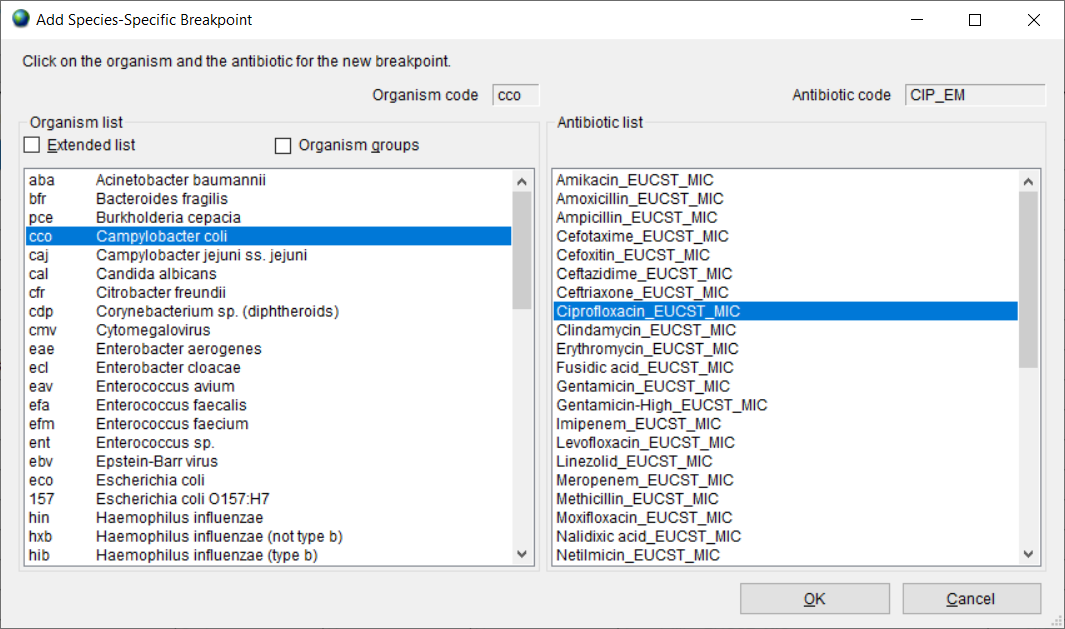 Add Species-Specific Breakpoint
Click on the organism and the antibiotic for the new breakpoint.
Organism code cco
Antibiotic code CIP_EM
Organism list
Extended list
Organism groups
aba Acinetobacter baumannii
bfr Bacteroides fragilis
pce Burkholderia cepacia
cco Campylobacter coli
caj Campylobacter jejuni ss. jejuni
cal Candida albicans
cfr Citrobacter freundii
cdp Corynebacterium sp. (diphtheroids)
cmv Cytomegalovirus
eae Enterobacter aerogenes
ecl Enterobacter cloacae
eav Enterococcus avium
efa Enterococcus faecalis
efm Enterococcus faecium
ent Enterococcus sp.
ebv Epstein-Barr virus
eco Escherichia coli
157 Escherichia coli O157:H7
hin Haemophilus influenzae
hxb Haemophilus influenzae (not type b)
hib Haemophilus influenzae (type b)
Antibiotic list
Amikacin_EUCST_MIC
Amoxicillin_EUCST_MIC
Ampicillin_EUCST_MIC
Cefotaxime_EUCST_MIC
Cefoxitin_EUCST_MIC
Ceftazidime_EUCST_MIC
Ceftriaxone_EUCST_MIC
Ciprofloxacin_EUCST_MIC
Clindamycin_EUCST_MIC
Erythromycin_EUCST_MIC
Fusidic acid_EUCST_MIC
Gentamicin_EUCST_MIC
Gentamicin-High_EUCST_MIC
Imipenem_EUCST_MIC
Levofloxacin_EUCST_MIC
Linezolid_EUCST_MIC
Meropenem_EUCST_MIC
Methicillin_EUCST_MIC
Moxifloxacin_EUCST_MIC
Nalidixic acid_EUCST_MIC
Netilmicin_EUCST_MIC
OK
Cancel